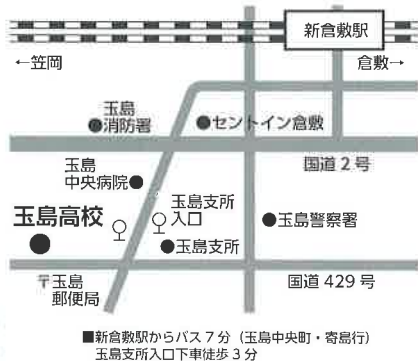 新倉敷駅
←笠岡
倉敷→
玉島
消防署
セントイン倉敷
国道2号
玉島
中央病院
玉島支所
入口
玉島高校
玉島警察署
玉島支所
〒玉島
郵便局
国道429号
■新倉敷駅からバス7分（玉島中央町・寄島行）
玉島支所入口下車徒歩3分